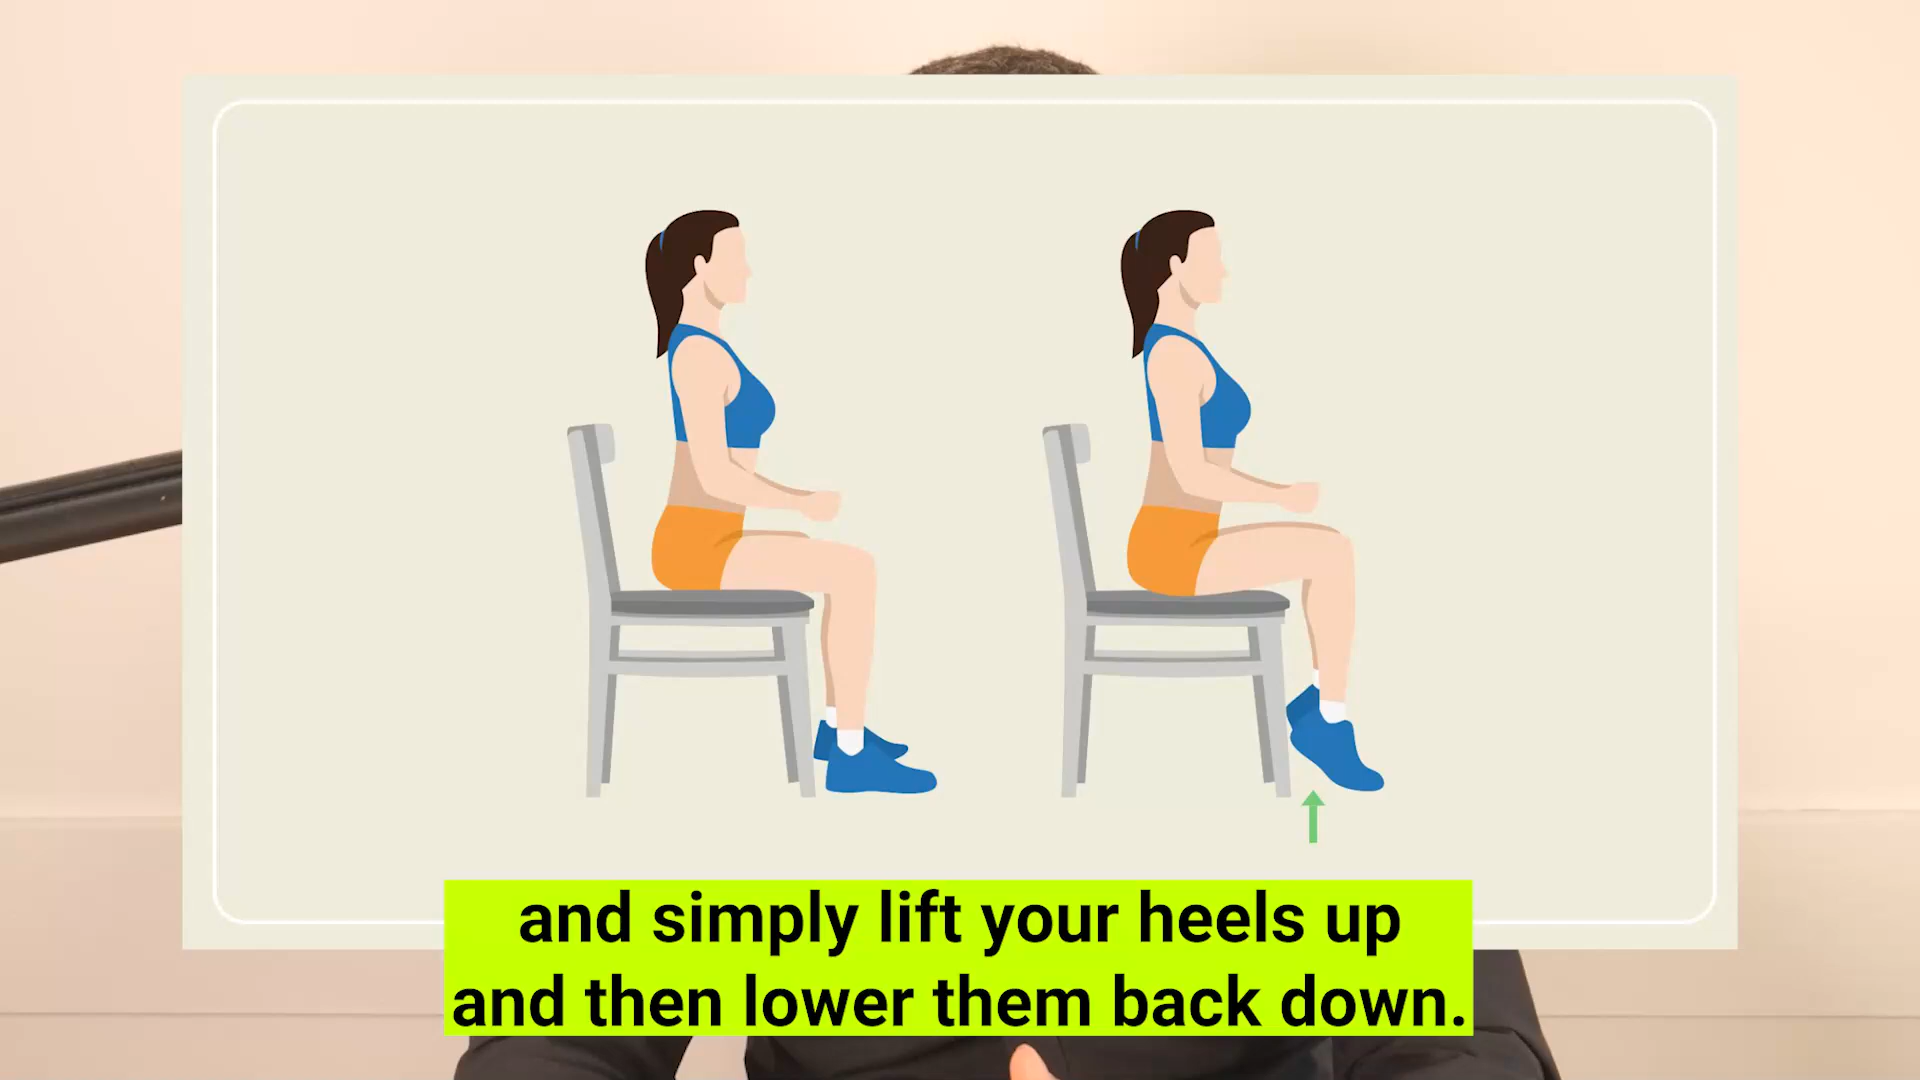 and simply lift your heels up
and then lower them back down.